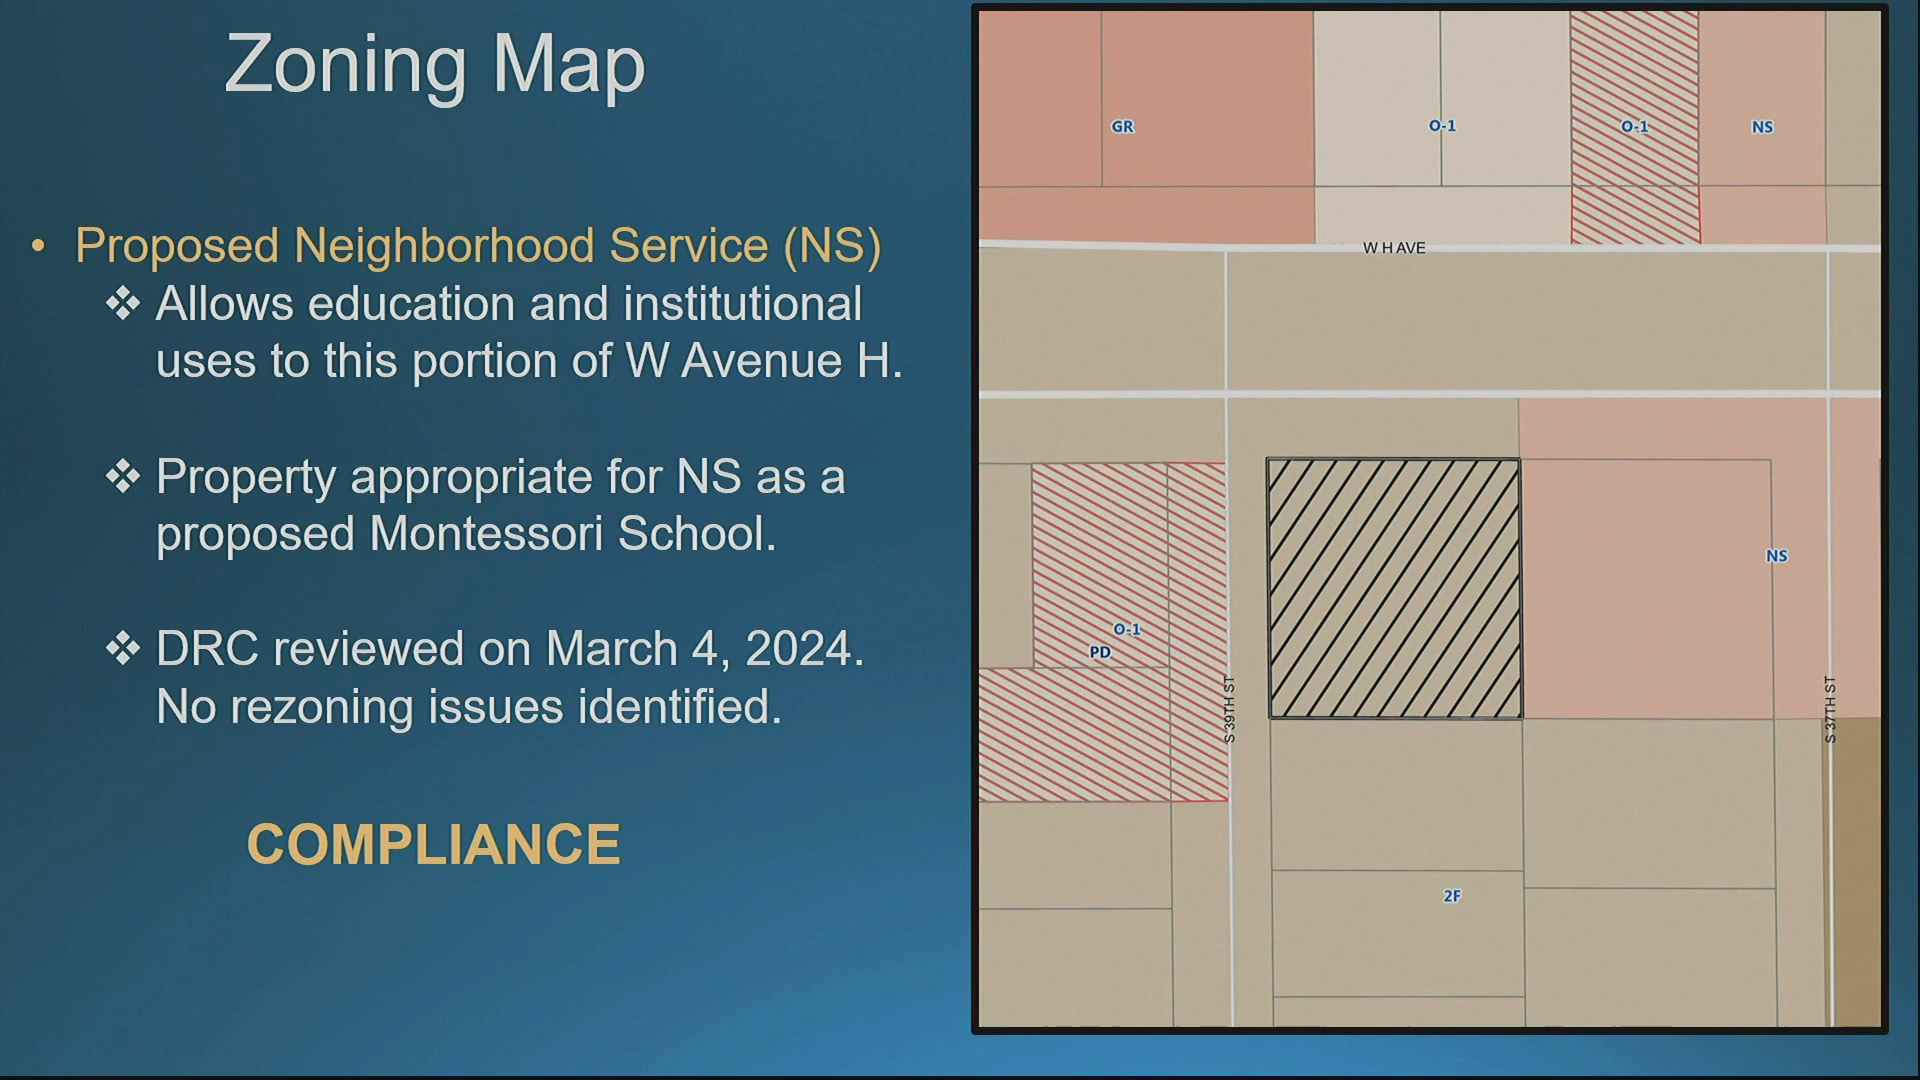 Zoning Map
• Proposed Neighborhood Service (NS)
❖ Allows education and institutional
uses to this portion of W Avenue H.
❖ Property appropriate for NS as a
proposed Montessori School.
❖ DRC reviewed on March 4, 2024.
No rezoning issues identified.
COMPLIANCE
GR
O-1
O-1
NS
W H AVE
NS
O-1
PD
S 39TH ST
S 37TH ST
2F